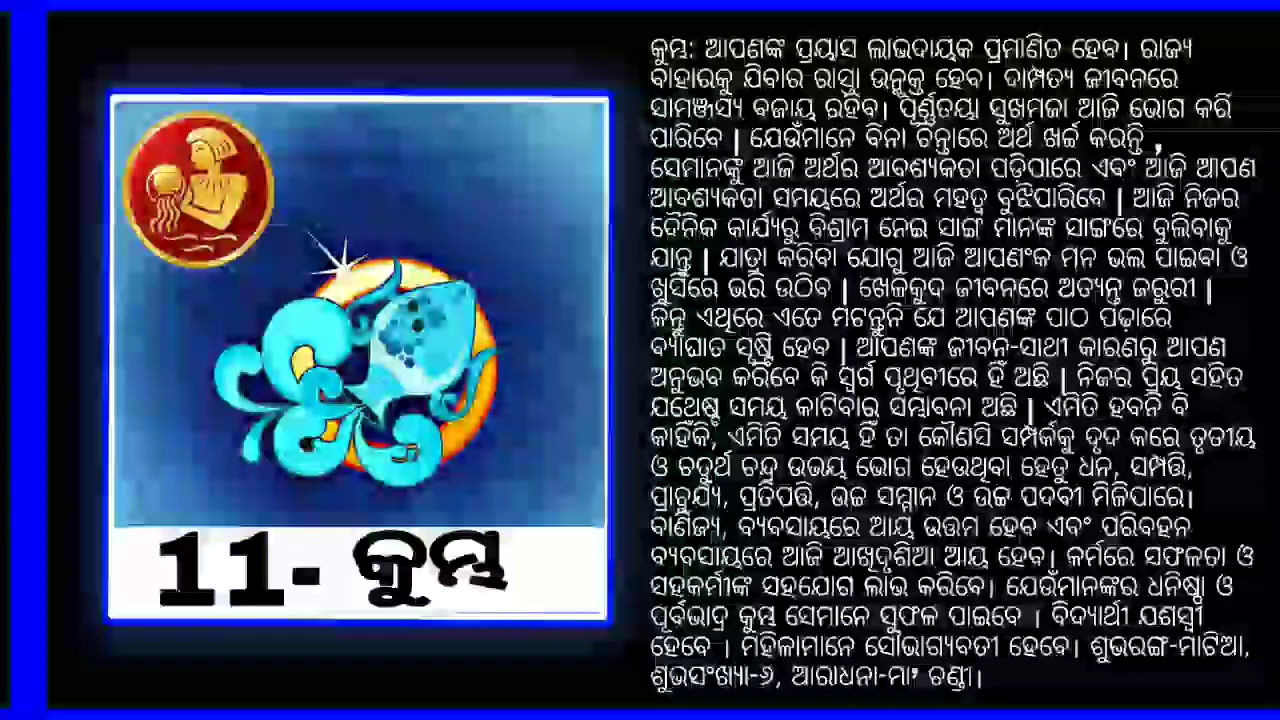 11- କୁମ୍ଭ
କୁମ୍ଭ: ଆପଣଙ୍କ ପ୍ରୟାସ ଲାଭଦାୟକ ପ୍ରମାଣିତ ହେବ। ରାଜ୍ୟ
ବାହାରକୁ ଯିବାର ରାସ୍ତା ଉନ୍ମୁକ୍ତ ହେବ। ଦାମ୍ପତ୍ୟ ଜୀବନରେ
ସାମଞ୍ଜସ୍ୟ ବଜାୟ ରହିବ। ପୂର୍ଣ୍ଣତୟା ସୁଖମଜା ଆଜି ଭୋଗ କରି
ପାରିବେ | ଯେଉଁମାନେ ବିନା ଚିନ୍ତାରେ ଅର୍ଥ ଖର୍ଚ୍ଚ କରନ୍ତି ,
ସେମାନଙ୍କୁ ଆଜି ଅର୍ଥର ଆବଶ୍ୟକତା ପଡ଼ିପାରେ ଏବଂ ଆଜି ଆପଣ
ଆବଶ୍ୟକତା ସମୟରେ ଅର୍ଥର ମହତ୍ୱ ବୁଝିପାରିବେ | ଆଜି ନିଜର
ଦୈନିକ କାର୍ଯ୍ୟରୁ ବିଶ୍ରାମ ନେଇ ସାଙ୍ଗ ମାନଙ୍କ ସାଙ୍ଗରେ ବୁଲିବାକୁ
ଯାନ୍ତୁ | ଯାତ୍ରା କରିବା ଯୋଗୁ ଆଜି ଆପଣଂକ ମନ ଭଲ ପାଇବା ଓ
ଖୁସିରେ ଭରି ଉଠିବ | ଖେଳକୁଦ ଜୀବନରେ ଅତ୍ୟନ୍ତ ଜରୁରୀ |
କିନ୍ତୁ ଏଥିରେ ଏତେ ମଟନ୍ତୁନି ଯେ ଆପଣଙ୍କ ପାଠ ପଢ଼ାରେ
ବ୍ୟାଘାତ ସୃଷ୍ଟି ହେବ | ଆପଣଙ୍କ ଜୀବନ-ସାଥୀ କାରଣରୁ ଆପଣ
ଅନୁଭବ କରିବେ କି ସ୍ୱର୍ଗ ପୃଥିବୀରେ ହିଁ ଅଛି | ନିଜର ପ୍ରିୟ ସହିତ
ଯଥେଷ୍ଟ ସମୟ କାଟିବାର ସମ୍ଭାବନା ଅଛି | ଏମିତି ହବନି ବି
କାହିଁକି, ଏମିତି ସମୟ ହିଁ ତା କୌଣସି ସମ୍ପର୍କକୁ ଦୃଢ କରେ ତୃତୀୟ
ଓ ଚତୁର୍ଥ ଚନ୍ଦ୍ର ଉଭୟ ଭୋଗ ହେଉଥିବା ହେତୁ ଧନ, ସମ୍ପତ୍ତି,
ପ୍ରାଚୁର୍ଯ୍ୟ, ପ୍ରତିପତ୍ତି, ଉଚ୍ଚ ସମ୍ମାନ ଓ ଉଚ୍ଚ ପଦବୀ ମିଳିପାରେ।
ବାଣିଜ୍ୟ, ବ୍ୟବସାୟରେ ଆୟ ଉତ୍ତମ ହେବ ଏବଂ ପରିବହନ
ବ୍ୟବସାୟରେ ଆଜି ଆଖିଦୃଶିଆ ଆୟ ହେବ। କର୍ମରେ ସଫଳତା ଓ
ସହକର୍ମୀଙ୍କ ସହଯୋଗ ଲାଭ କରିବେ। ଯେଉଁମାନଙ୍କର ଧନିଷ୍ଠା ଓ
ପୂର୍ବଭାଦ୍ର କୁମ୍ଭ ସେମାନେ ସୁଫଳ ପାଇବେ । ବିଦ୍ୟାର୍ଥୀ ଯଶସ୍ୱୀ
ହେବେ । ମହିଳାମାନେ ସୌଭାଗ୍ୟବତୀ ହେବେ। ଶୁଭରଙ୍ଗ-ମାଟିଆ,
ଶୁଭସଂଖ୍ୟା-୬, ଆରାଧନା-ମା’ ଚଣ୍ଡୀ।